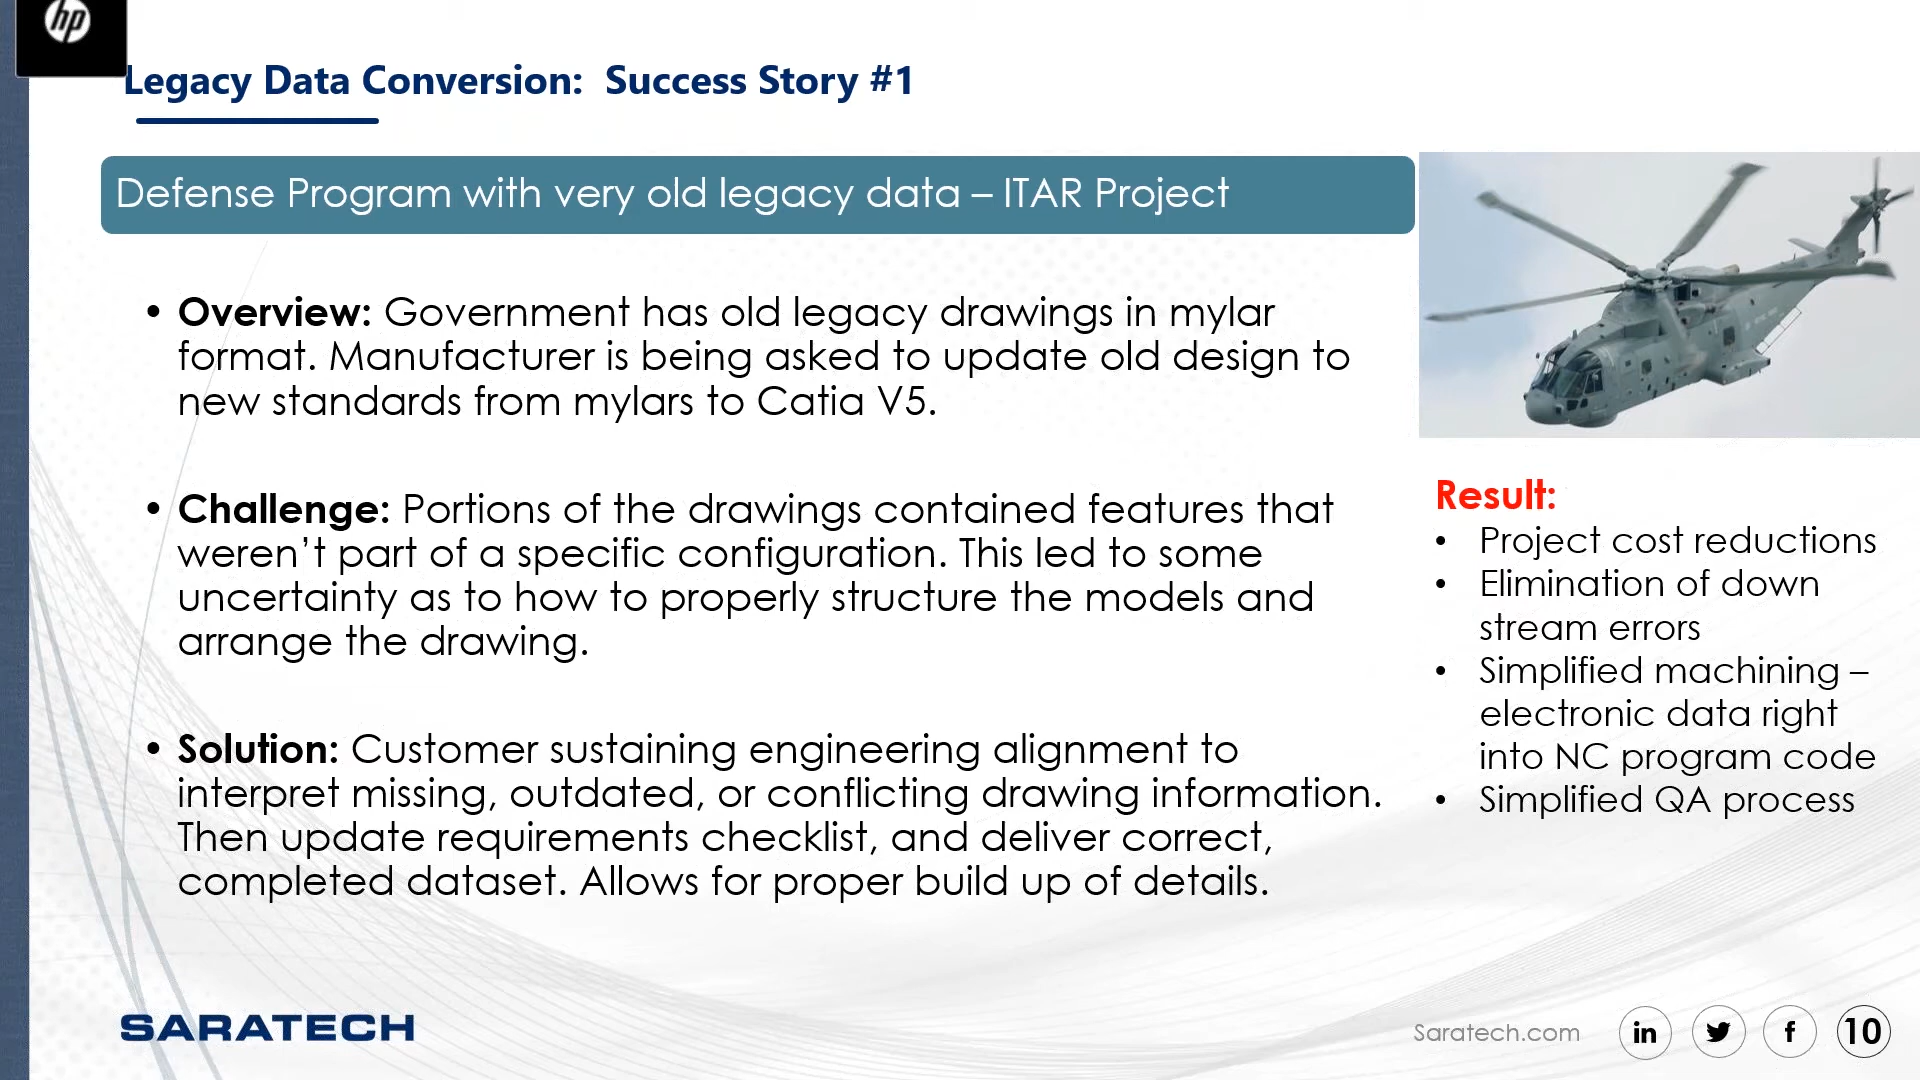 hp
Legacy Data Conversion:  Success Story #1
Defense Program with very old legacy data – ITAR Project
• Overview: Government has old legacy drawings in mylar
format. Manufacturer is being asked to update old design to
new standards from mylars to Catia V5.
• Challenge: Portions of the drawings contained features that
weren’t part of a specific configuration. This led to some
uncertainty as to how to properly structure the models and
arrange the drawing.
• Solution: Customer sustaining engineering alignment to
interpret missing, outdated, or conflicting drawing information.
Then update requirements checklist, and deliver correct,
completed dataset. Allows for proper build up of details.
Result:
• Project cost reductions
• Elimination of down
stream errors
• Simplified machining –
electronic data right
into NC program code
• Simplified QA process
SARATECH
Saratech.com
in
f
10